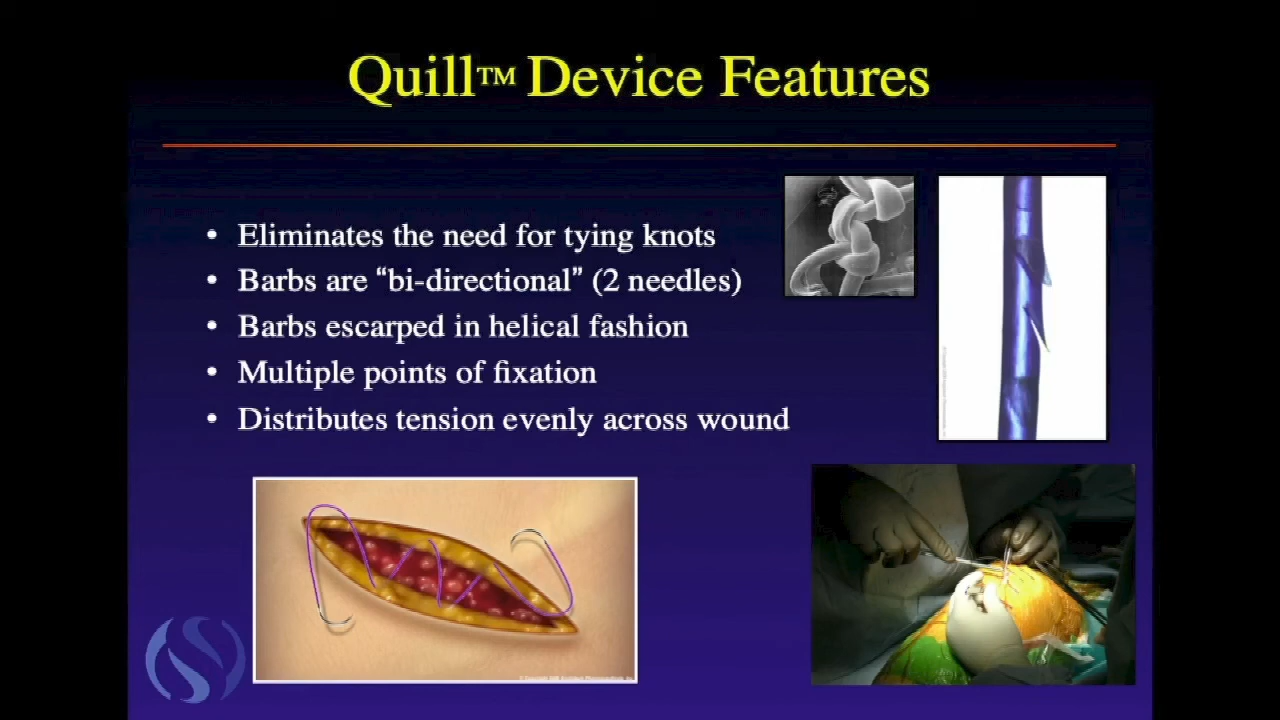 Quill™ Device Features
• Eliminates the need for tying knots
• Barbs are “bi-directional” (2 needles)
• Barbs escarped in helical fashion
• Multiple points of fixation
• Distributes tension evenly across wound